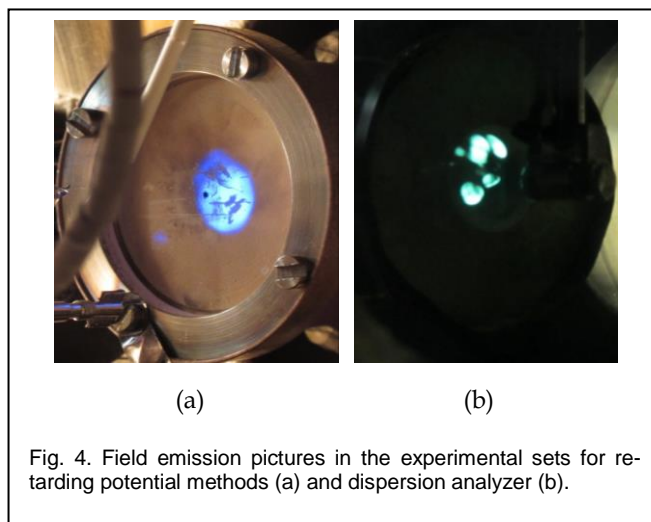 (a) (b)
Fig. 4. Field emission pictures in the experimental sets for re-
tarding potential methods (a) and dispersion analyzer (b).